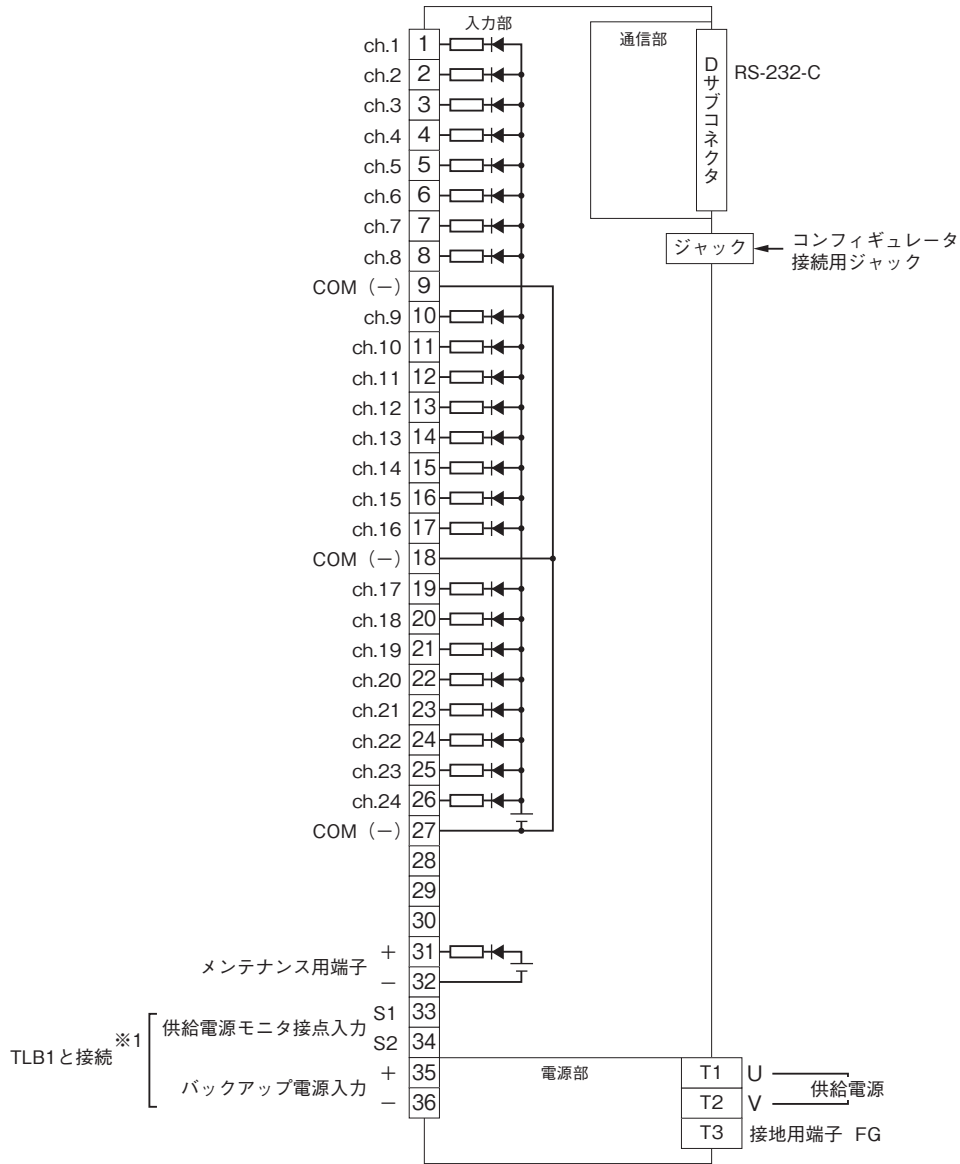 入力部
通信部
Dサブコネクタ
RS-232-C
ジャック
コンフィギュレータ
接続用ジャック
ch.1 1
ch.2 2
ch.3 3
ch.4 4
ch.5 5
ch.6 6
ch.7 7
ch.8 8
COM（−） 9
ch.9 10
ch.10 11
ch.11 12
ch.12 13
ch.13 14
ch.14 15
ch.15 16
ch.16 17
COM（−） 18
ch.17 19
ch.18 20
ch.19 21
ch.20 22
ch.21 23
ch.22 24
ch.23 25
ch.24 26
COM（−） 27
28
29
30
メンテナンス用端子
＋ 31
− 32
TLB1と接続 ※1
供給電源モニタ接点入力
S1 33
S2 34
バックアップ電源入力
＋ 35
− 36
電源部
T1 U
T2 V
供給電源
T3 接地用端子 FG